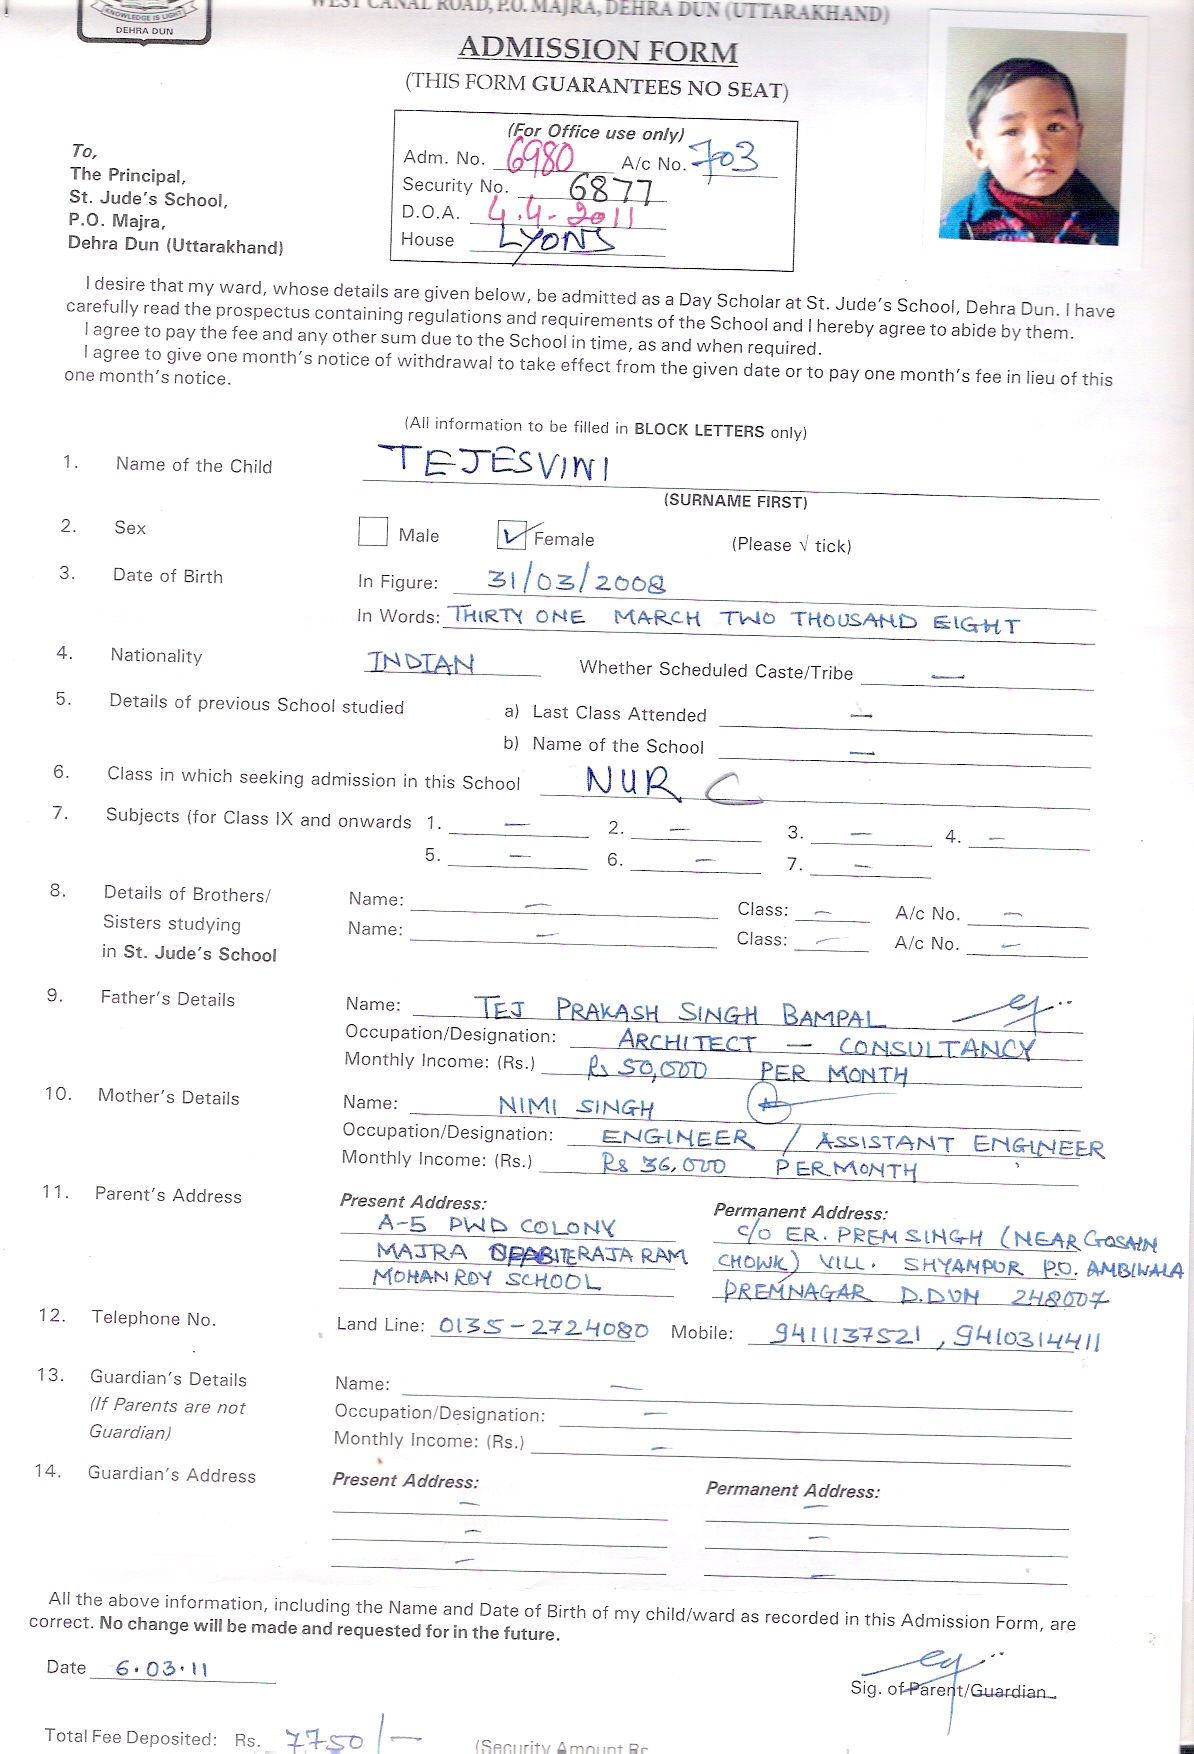 KNOWLEDGE IS LIGHT
DEHRA DUN
WEST CANAL ROAD, P.O. MAJRA, DEHRA DUN (UTTARAKHAND)
ADMISSION FORM
(THIS FORM GUARANTEES NO SEAT)
(For Office use only)
Adm. No. 6980 A/c No. 703
Security No. 6877
D.O.A. 4.4-2011
House LYONS
To,
The Principal,
St. Jude's School,
P.O. Majra,
Dehra Dun (Uttarakhand)
I desire that my ward, whose details are given below, be admitted as a Day Scholar at St. Jude's School, Dehra Dun. I have
carefully read the prospectus containing regulations and requirements of the School and I hereby agree to abide by them.
I agree to pay the fee and any other sum due to the School in time, as and when required.
I agree to give one month's notice of withdrawal to take effect from the given date or to pay one month's fee in lieu of this
one month's notice.
(All information to be filled in BLOCK LETTERS only)
1. Name of the Child TEJESVINI
(SURNAME FIRST)
2. Sex Male Female (Please √ tick)
3. Date of Birth In Figure: 31/03/2008
In Words: THIRTY ONE MARCH TWO THOUSAND EIGHT
4. Nationality INDIAN Whether Scheduled Caste/Tribe —
5. Details of previous School studied a) Last Class Attended —
b) Name of the School —
6. Class in which seeking admission in this School NUR C
7. Subjects (for Class IX and onwards 1. — 2. — 3. — 4. —
5. — 6. — 7. —
8. Details of Brothers/ Name: — Class: — A/c No. —
Sisters studying Name: — Class: — A/c No. —
in St. Jude's School
9. Father's Details Name: TEJ PRAKASH SINGH BAMPAL
Occupation/Designation: ARCHITECT — CONSULTANCY
Monthly Income: (Rs.) Rs 50,000 PER MONTH
10. Mother's Details Name: NIMI SINGH
Occupation/Designation: ENGINEER / ASSISTANT ENGINEER
Monthly Income: (Rs.) Rs 36,000 PER MONTH
11. Parent's Address Present Address: Permanent Address:
A-5 PWD COLONY C/O ER. PREM SINGH (NEAR GOSAIN
MAJRA RAJA RAM CHOWK) VILL. SHYAMPUR P.O. AMBIWALA
MOHAN ROY SCHOOL PREMNAGAR D.DUN 248007
12. Telephone No. Land Line: 0135-2724080 Mobile: 9411137521, 9410314411
13. Guardian's Details Name: —
(If Parents are not Occupation/Designation: —
Guardian) Monthly Income: (Rs.) —
14. Guardian's Address Present Address: — Permanent Address: —
— —
— —
All the above information, including the Name and Date of Birth of my child/ward as recorded in this Admission Form, are
correct. No change will be made and requested for in the future.
Date 6.03.11
Sig. of Parent/Guardian
Total Fee Deposited: Rs. 7750/— (Security Amount Rs